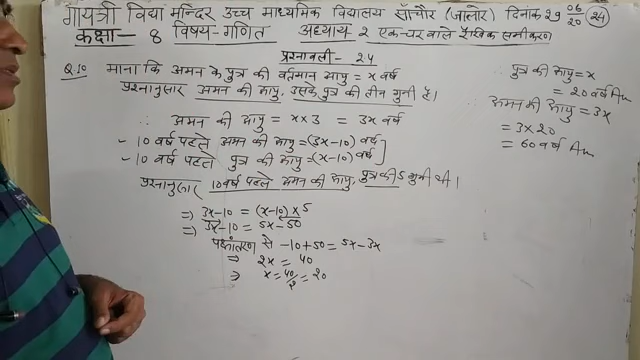 गायत्री विद्या मन्दिर उच्च माध्यमिक विद्यालय साँचौर (जालोर) दिनांक 29 06/20 24
कक्षा- 8 विषय-गणित अध्याय 2 एक-चर वाले रैखिक समीकरण
प्रश्नावली- 2.4
Q.10 माना कि अमन के पुत्र की वर्तमान आयु = x वर्ष
प्रश्नानुसार अमन की आयु, उसके पुत्र की तीन गुनी है।
∴ अमन की आयु = x×3 = 3x वर्ष
- 10 वर्ष पहले अमन की आयु = (3x-10) वर्ष
- 10 वर्ष पहले पुत्र की आयु = (x-10) वर्ष
प्रश्नानुसार 10 वर्ष पहले अमन की आयु, पुत्र की 5 गुनी थी।
⇒ 3x-10 = (x-10)×5
⇒ 3x-10 = 5x-50
पक्षांतरण से -10+50 = 5x-3x
⇒ 2x = 40
⇒ x = 40/2 = 20
∴ पुत्र की आयु = x
= 20 वर्ष Ans
अमन की आयु = 3x
= 3×20
= 60 वर्ष Ans